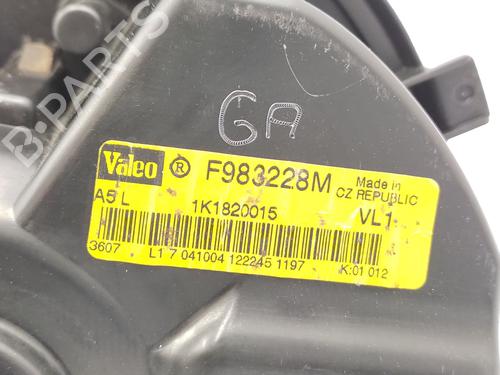 B-PARTS
GA
Valeo ® F983228M Made in
CZ REPUBLIC
A5 L 1K1820015 VL1
3607 L1 7 041004 122245 1197 K:01 012
B-PARTS